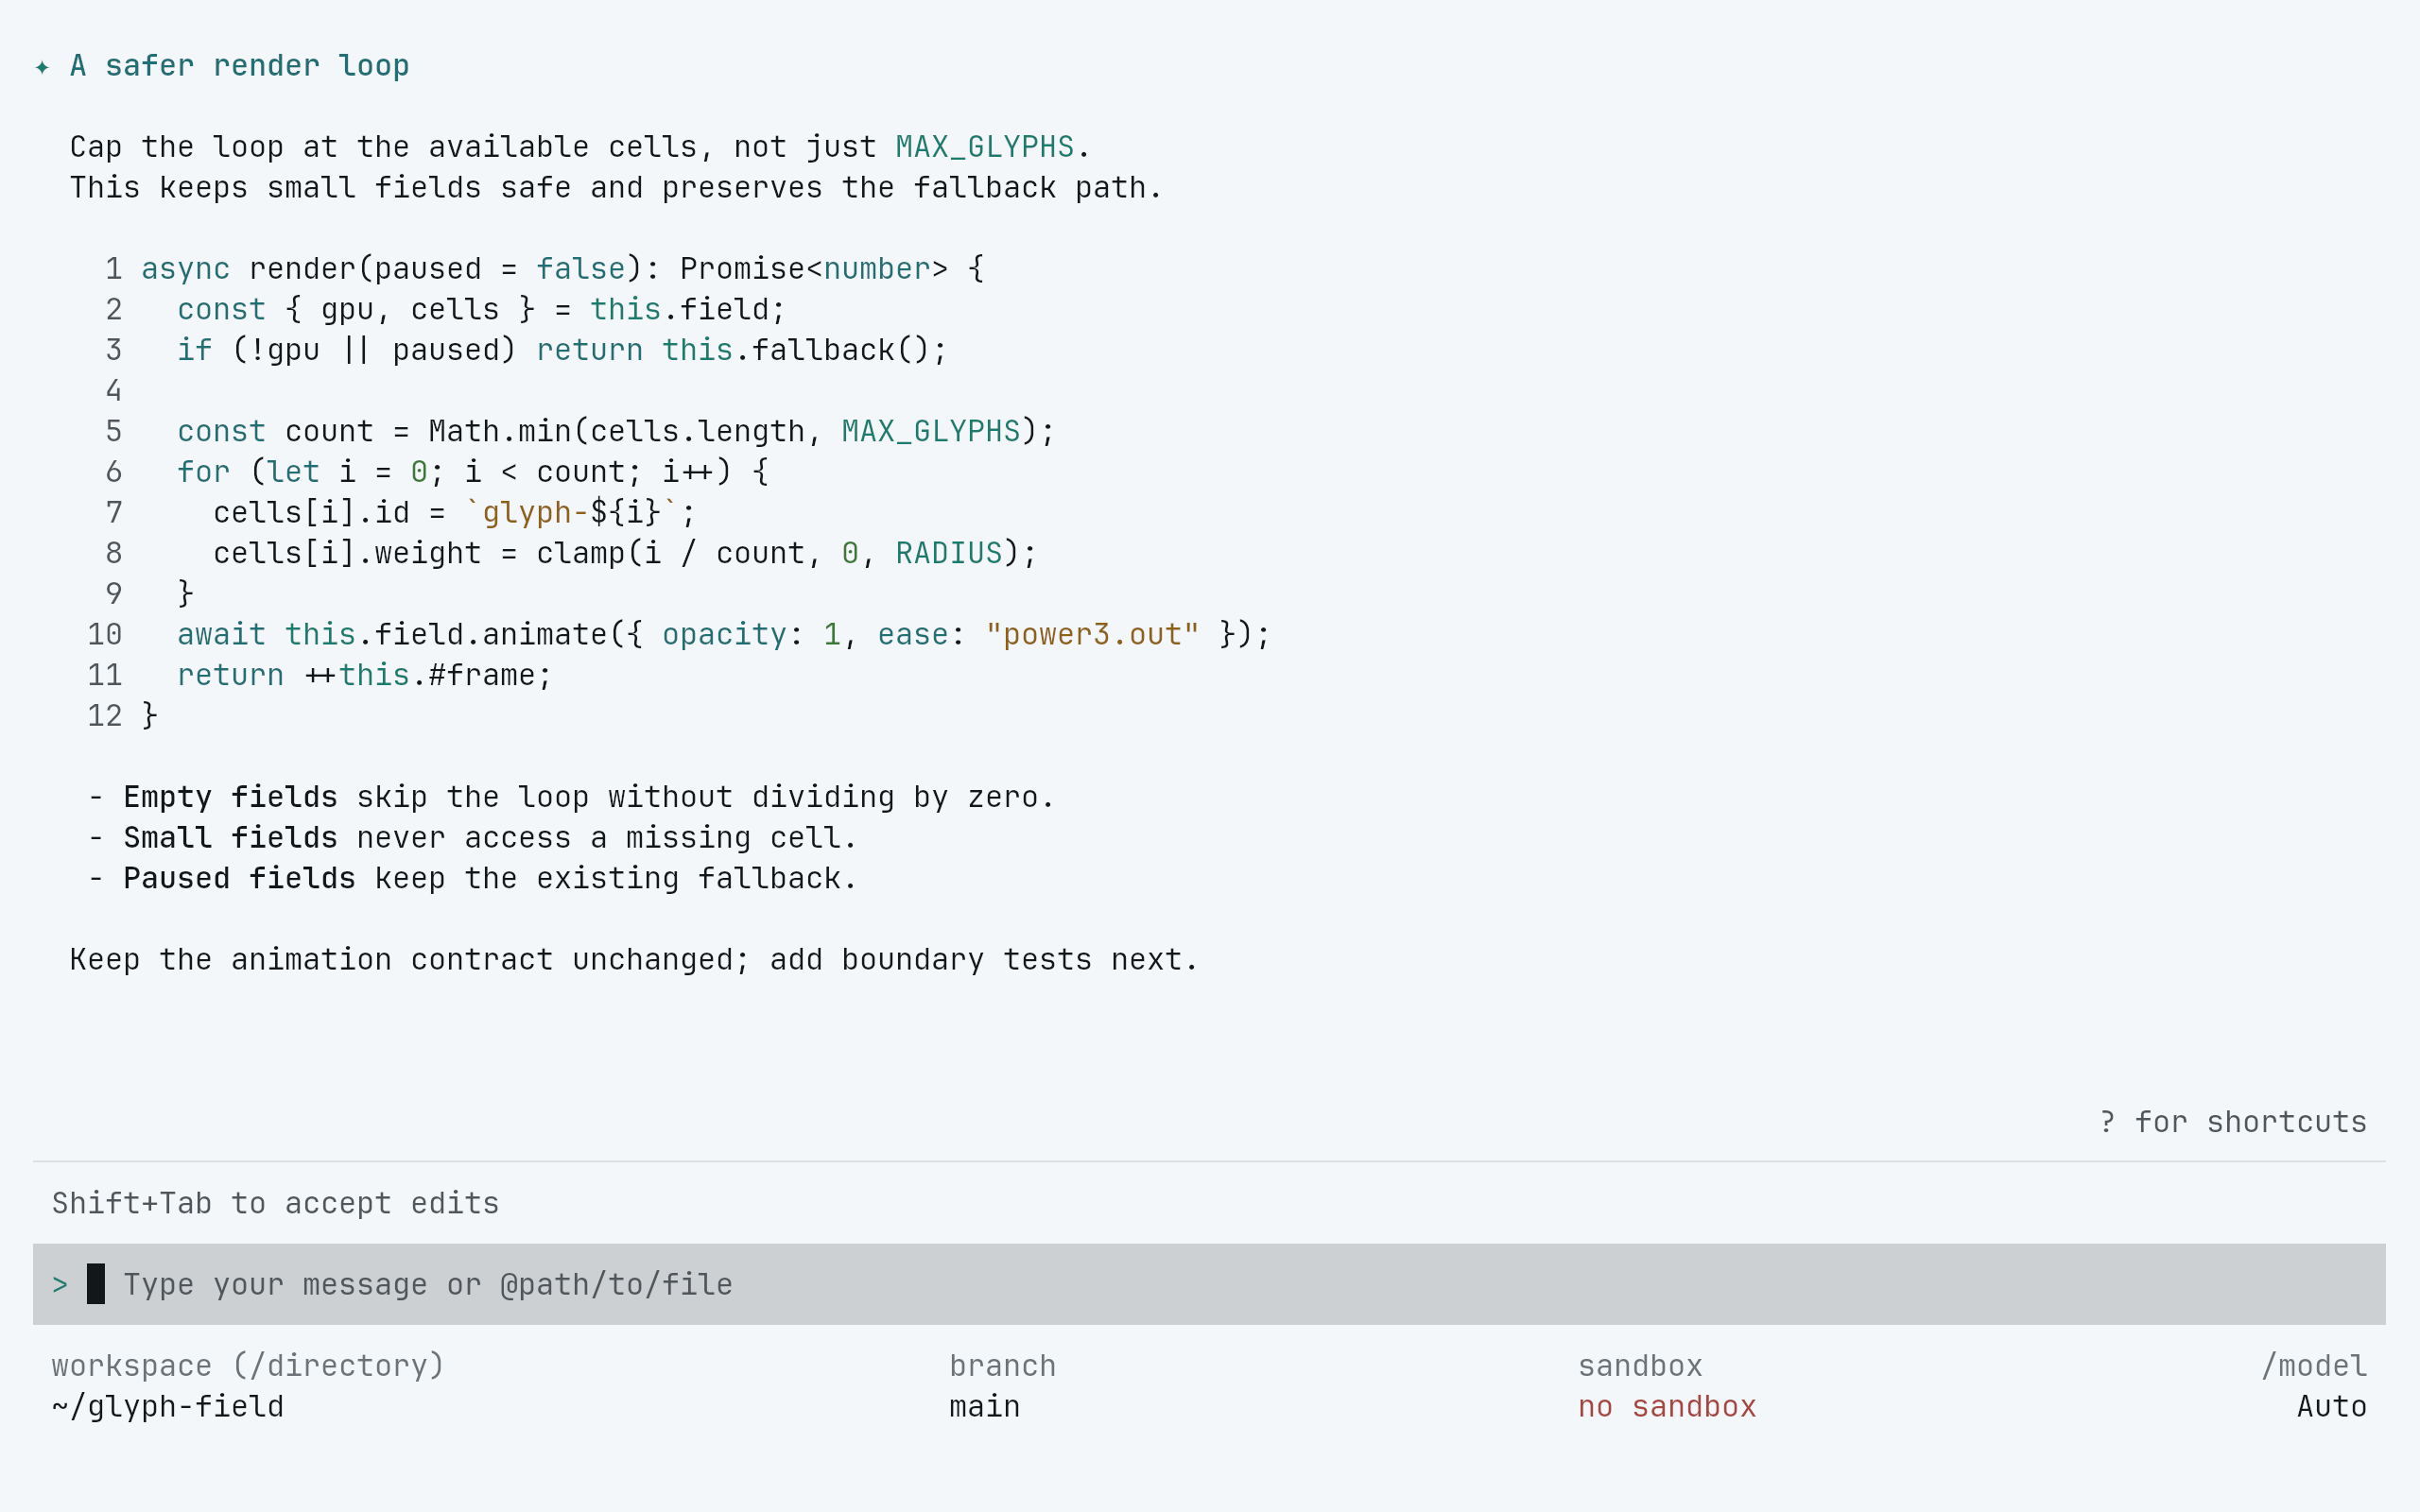 ✦ A safer render loop
Cap the loop at the available cells, not just MAX_GLYPHS.
This keeps small fields safe and preserves the fallback path.
1 async render(paused = false): Promise<number> {
2   const { gpu, cells } = this.field;
3   if (!gpu || paused) return this.fallback();
4
5   const count = Math.min(cells.length, MAX_GLYPHS);
6   for (let i = 0; i < count; i++) {
7     cells[i].id = `glyph-${i}`;
8     cells[i].weight = clamp(i / count, 0, RADIUS);
9   }
10   await this.field.animate({ opacity: 1, ease: "power3.out" });
11   return ++this.#frame;
12 }
- Empty fields skip the loop without dividing by zero.
- Small fields never access a missing cell.
- Paused fields keep the existing fallback.
Keep the animation contract unchanged; add boundary tests next.
? for shortcuts
Shift+Tab to accept edits
> Type your message or @path/to/file
workspace (/directory) branch sandbox /model
~/glyph-field main no sandbox Auto